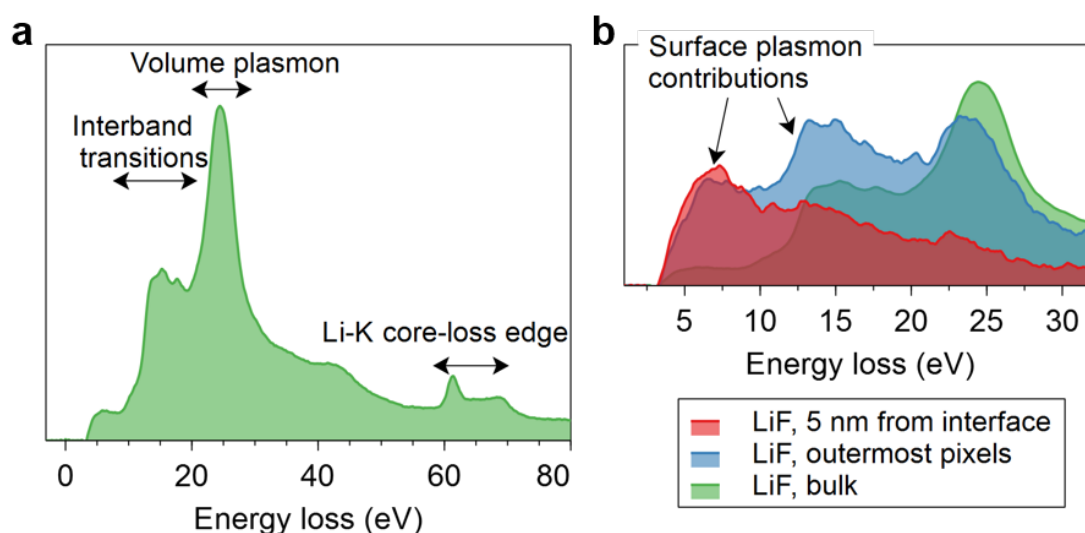 a
Volume plasmon
Interband
transitions
Li-K core-loss edge
0 20 40 60 80
Energy loss (eV)
b
Surface plasmon
contributions
5 10 15 20 25 30
Energy loss (eV)
LiF, 5 nm from interface
LiF, outermost pixels
LiF, bulk